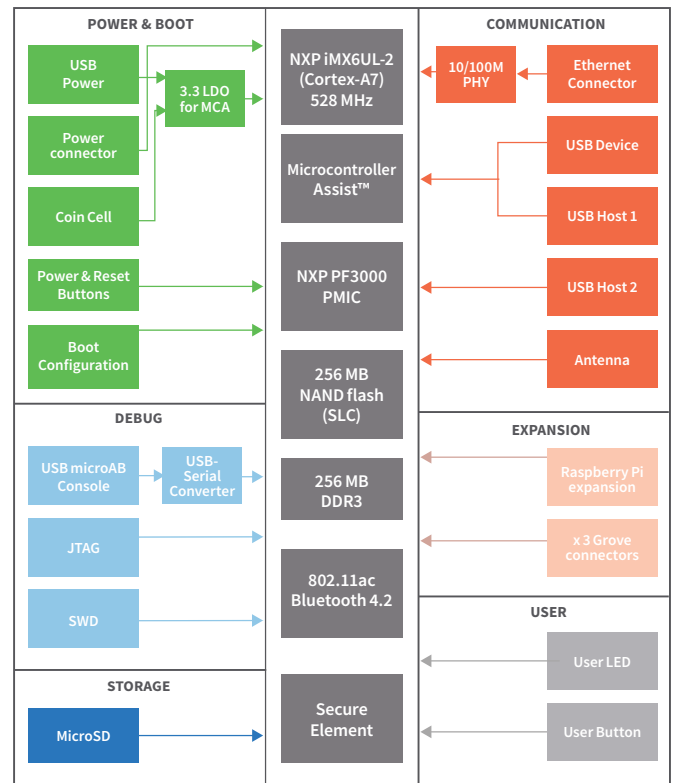 POWER & BOOT
USB
Power
3.3 LDO
for MCA
Power
connector
Coin Cell
Power & Reset
Buttons
Boot
Configuration
DEBUG
USB microAB
Console
USB-
Serial
Converter
JTAG
SWD
STORAGE
MicroSD
NXP iMX6UL-2
(Cortex-A7)
528 MHz
Microcontroller
Assist™
NXP PF3000
PMIC
256 MB
NAND flash
(SLC)
256 MB
DDR3
802.11ac
Bluetooth 4.2
Secure
Element
COMMUNICATION
10/100M
PHY
Ethernet
Connector
USB Device
USB Host 1
USB Host 2
Antenna
EXPANSION
Raspberry Pi
expansion
x 3 Grove
connectors
USER
User LED
User Button